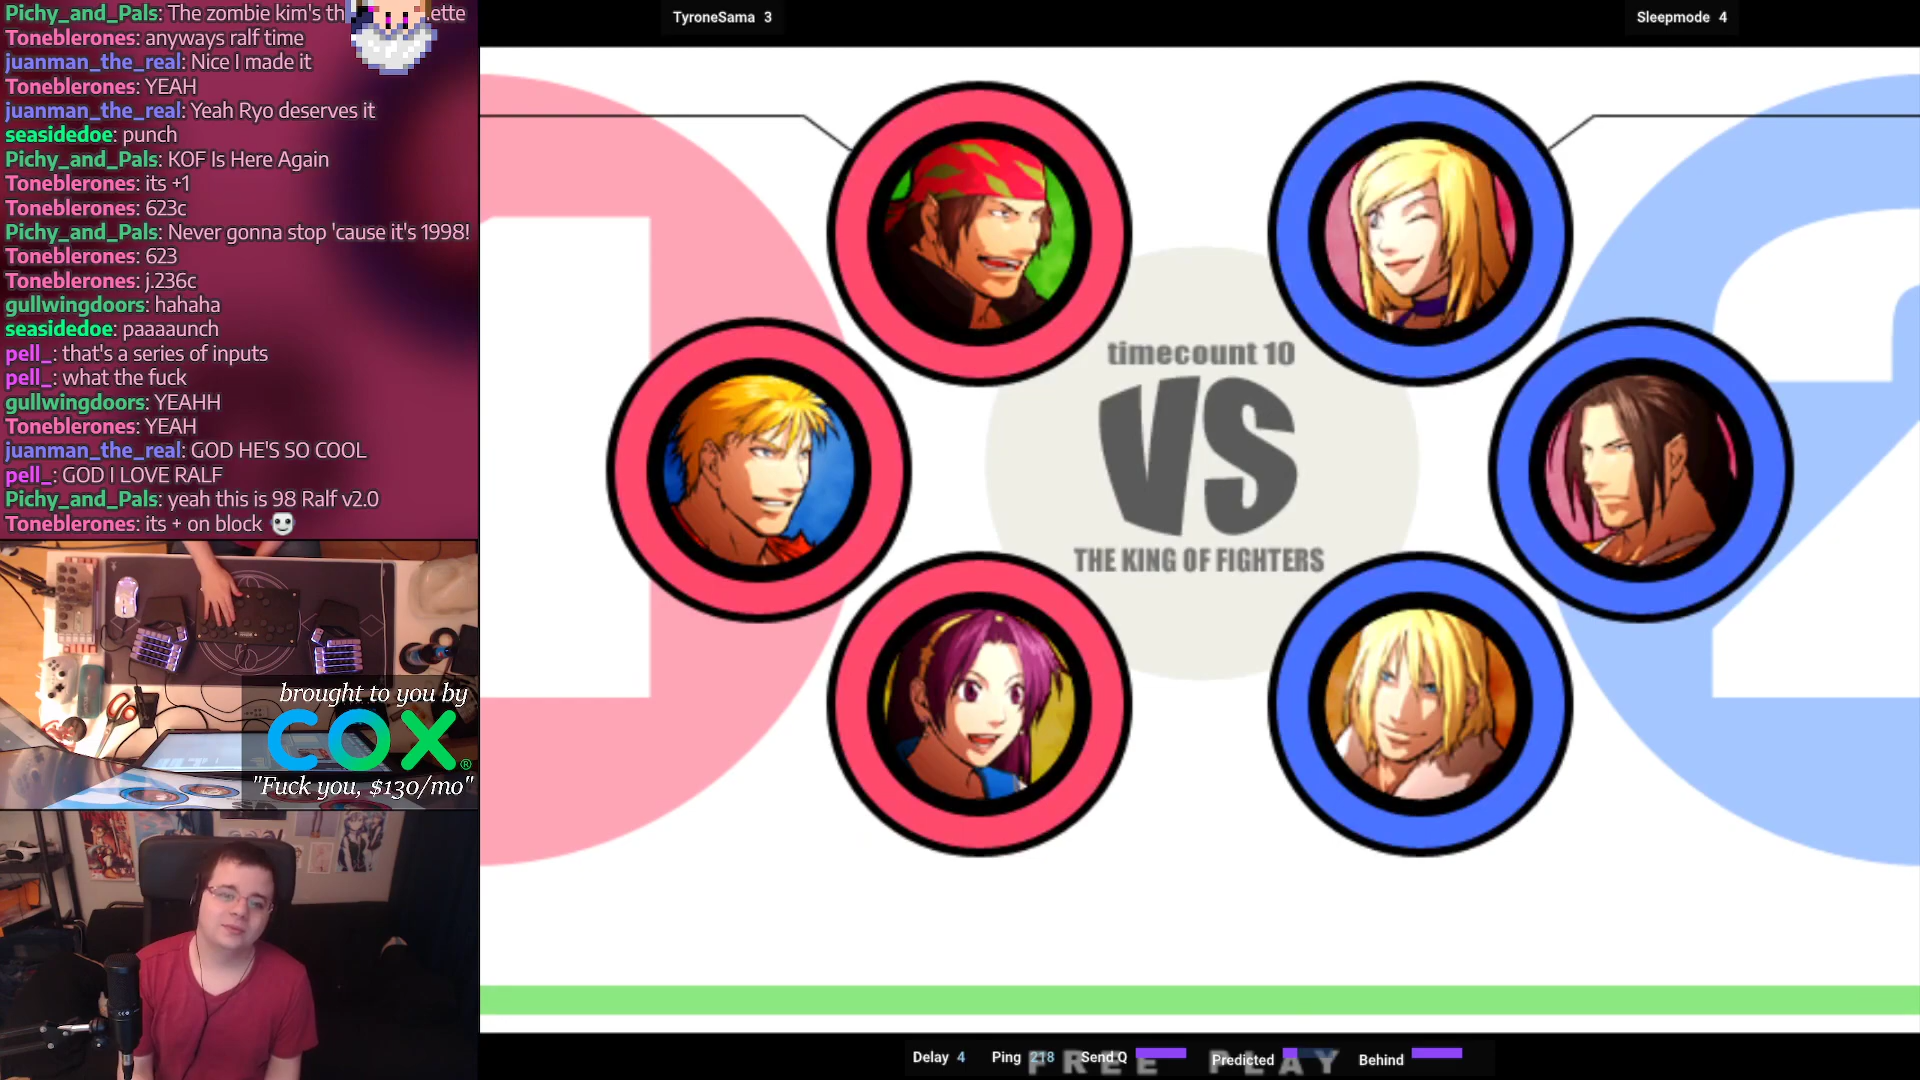 Pichy_and_Pals: The zombie kim's th ette
Toneblerones: anyways ralf time
juanman_the_real: Nice I made it
Toneblerones: YEAH
juanman_the_real: Yeah Ryo deserves it
seasidedoe: punch
Pichy_and_Pals: KOF Is Here Again
Toneblerones: its +1
Toneblerones: 623c
Pichy_and_Pals: Never gonna stop 'cause it's 1998!
Toneblerones: 623
Toneblerones: j.236c
gullwingdoors: hahaha
seasidedoe: paaaaunch
pell_: that's a series of inputs
pell_: what the fuck
gullwingdoors: YEAHH
Toneblerones: YEAH
juanman_the_real: GOD HE'S SO COOL
pell_: GOD I LOVE RALF
Pichy_and_Pals: yeah this is 98 Ralf v2.0
Toneblerones: its + on block
brought to you by
COX®
"Fuck you, $130/mo"
TyroneSama 3
Sleepmode 4
1
2
timecount 10
VS
THE KING OF FIGHTERS
Delay 4 Ping 218 Send Q Predicted Behind
FREE PLAY